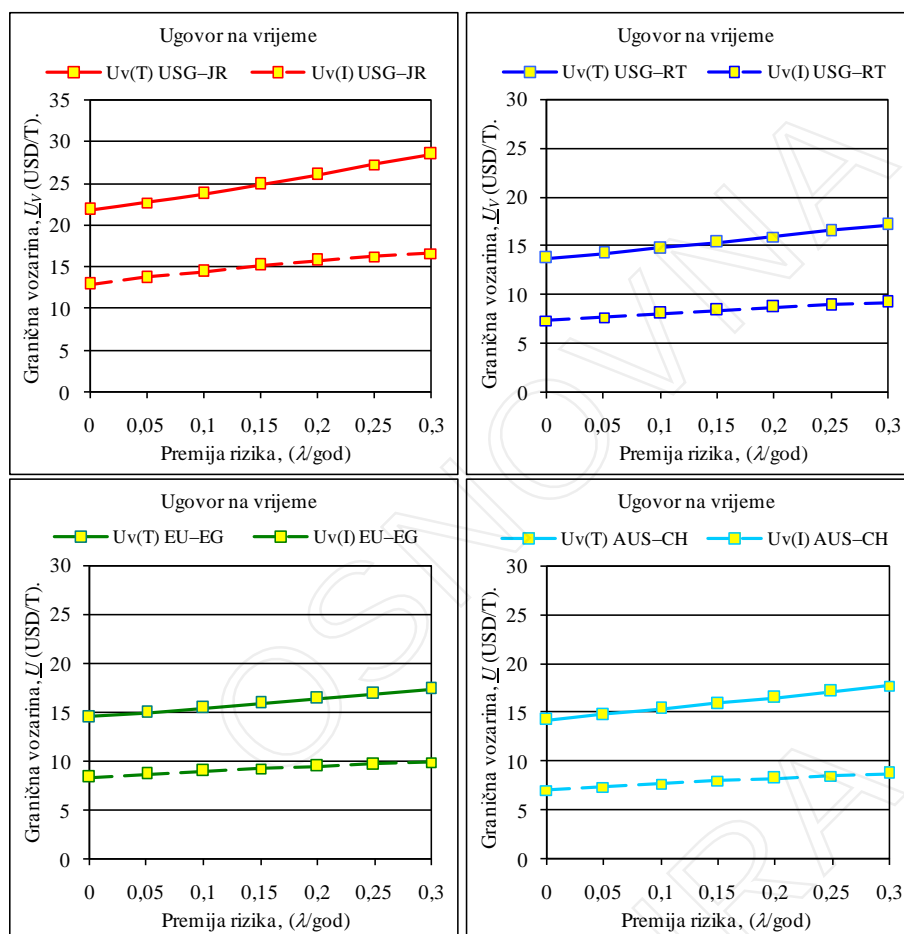 Ugovor na vrijeme
Uv(T) USG–JR Uv(I) USG–JR
Granična vozarina, U_V (USD/T).
35
30
25
20
15
10
5
0
0 0,05 0,1 0,15 0,2 0,25 0,3
Premija rizika, (λ/god)
Ugovor na vrijeme
Uv(T) USG–RT Uv(I) USG–RT
Granična vozarina, U_V (USD/T).
30
25
20
15
10
5
0
0 0,05 0,1 0,15 0,2 0,25 0,3
Premija rizika, (λ/god)
Ugovor na vrijeme
Uv(T) EU–EG Uv(I) EU–EG
Granična vozarina, U (USD/T).
30
25
20
15
10
5
0
0 0,05 0,1 0,15 0,2 0,25 0,3
Premija rizika, (λ/god)
Ugovor na vrijeme
Uv(T) AUS–CH Uv(I) AUS–CH
Granična vozarina, U (USD/T).
30
25
20
15
10
5
0
0 0,05 0,1 0,15 0,2 0,25 0,3
Premija rizika, (λ/god)
OSNOVNA